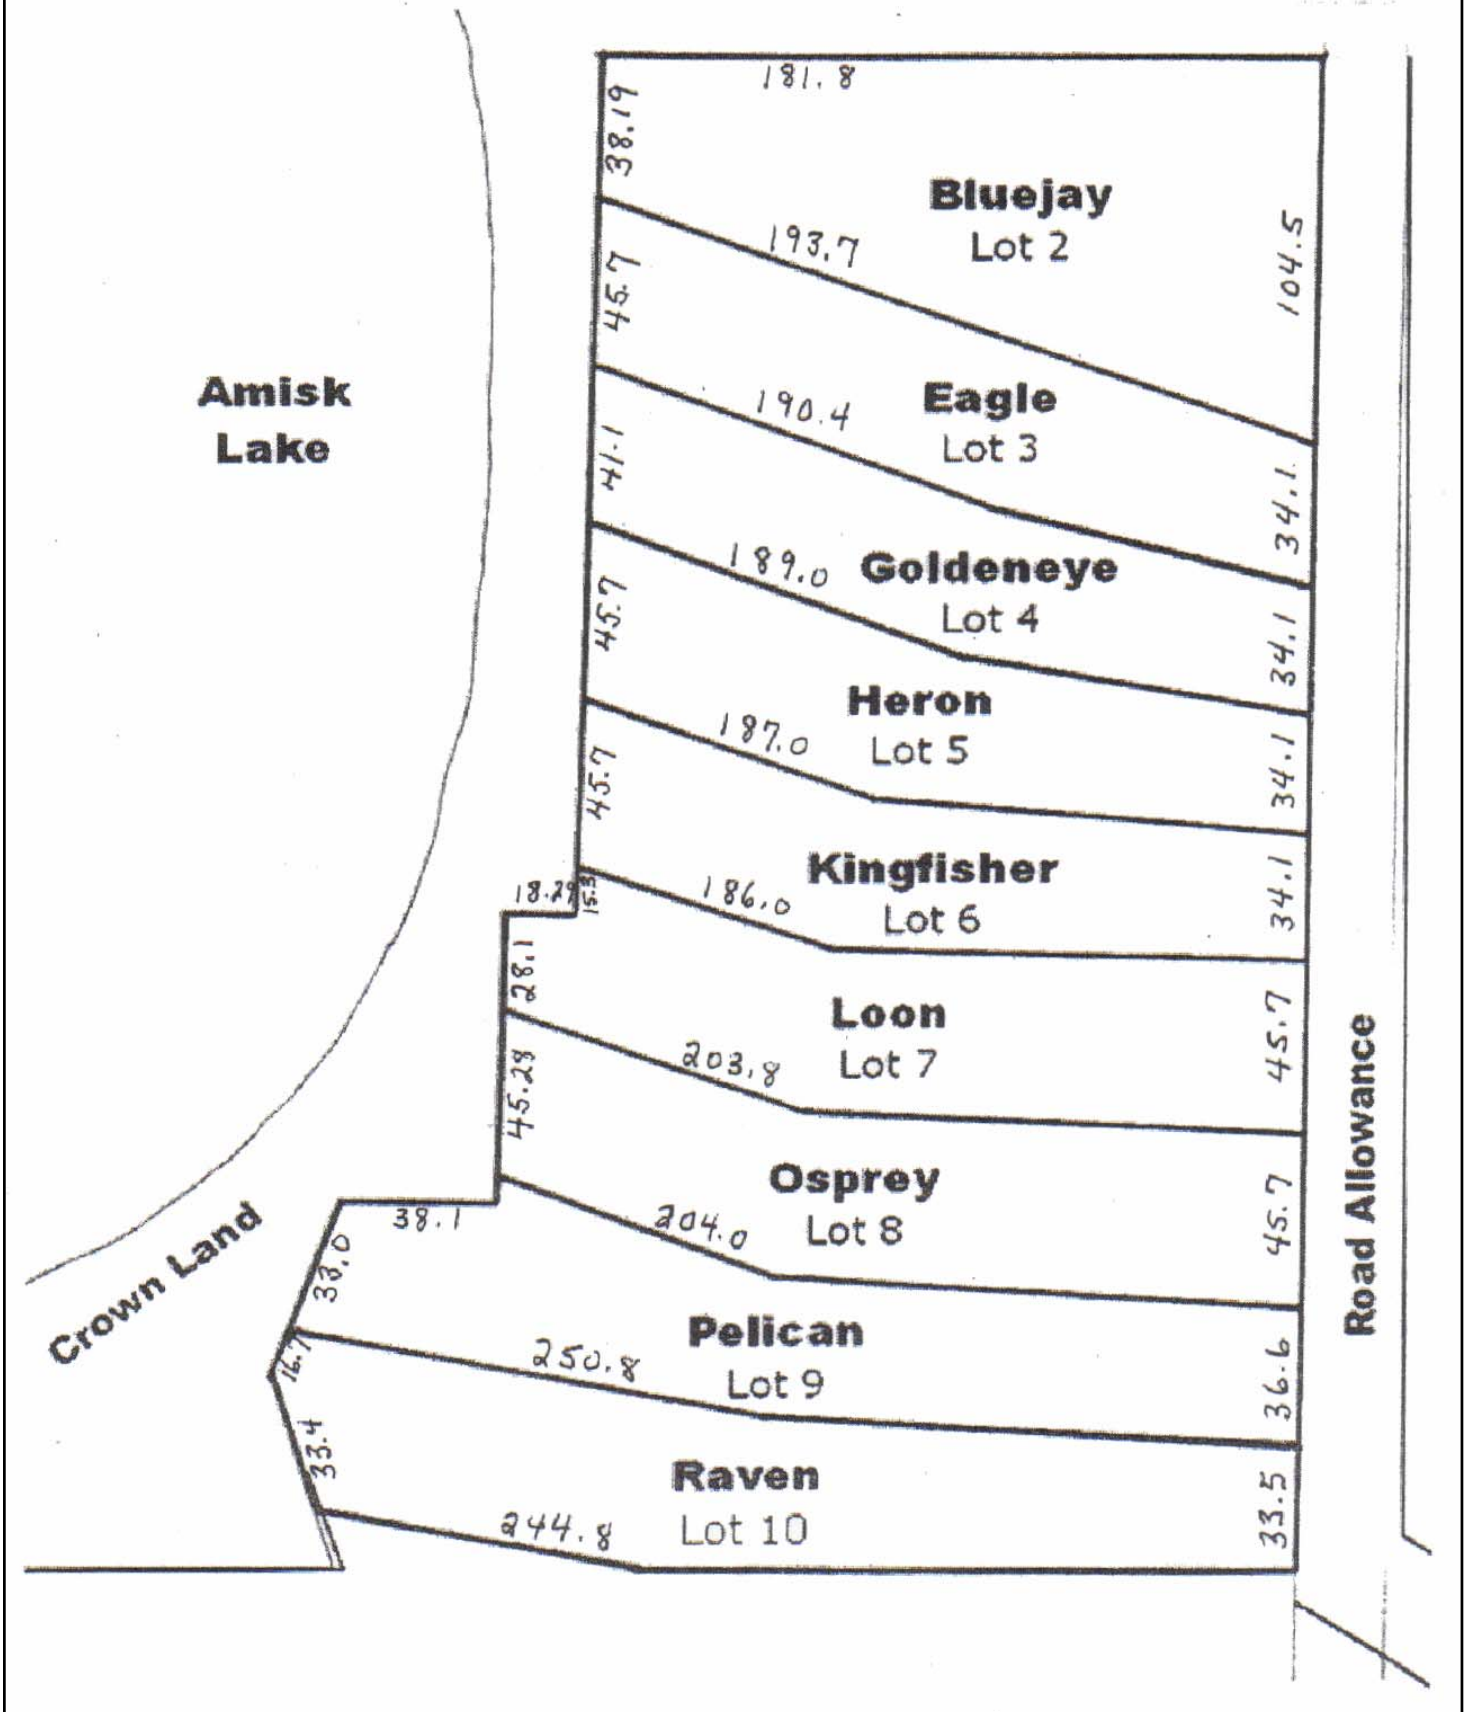 181.8
38.19
Bluejay
Lot 2
104.5
193.7
45.7
Amisk
Lake
Eagle
Lot 3
190.4
41.1
34.1
189.0
Goldeneye
Lot 4
45.7
34.1
Heron
Lot 5
187.0
45.7
34.1
Kingfisher
Lot 6
186.0
34.1
18.29
15.3
28.1
Loon
Lot 7
45.7
203.8
45.28
Road Allowance
Osprey
Lot 8
45.7
204.0
38.1
Crown Land
33.0
Pelican
Lot 9
250.8
36.6
16.7
33.4
Raven
Lot 10
33.5
244.8